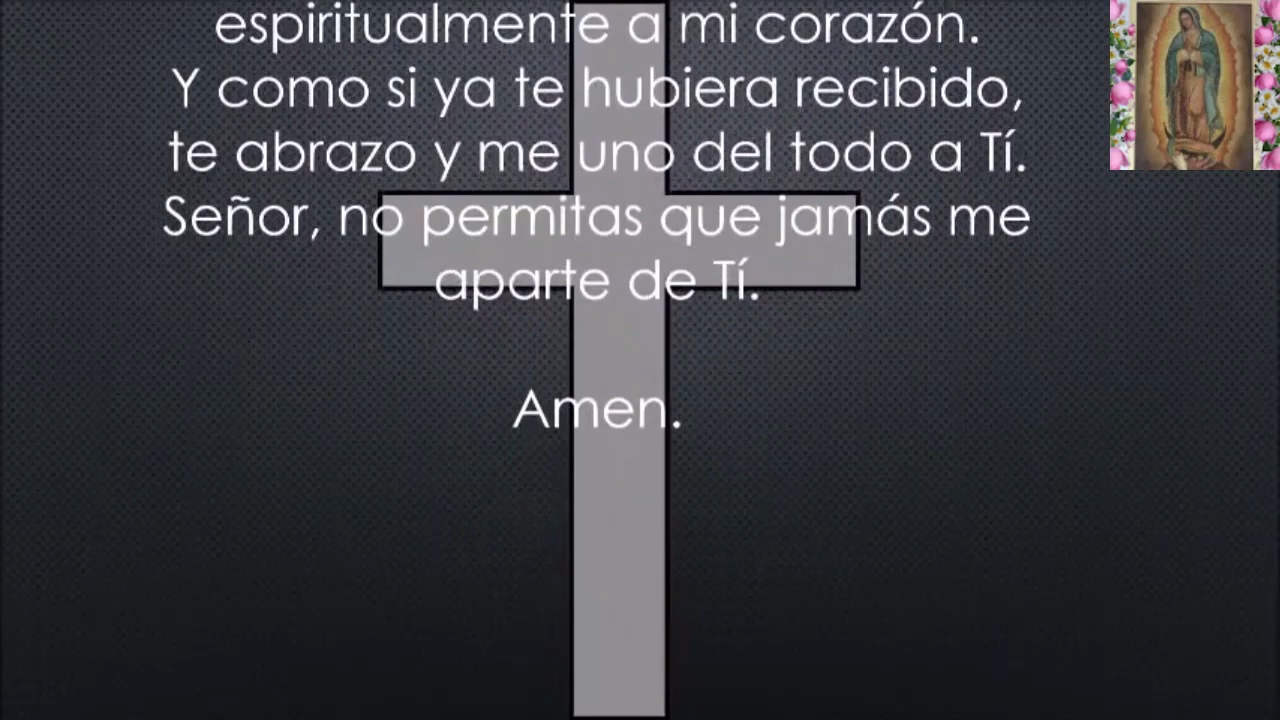 espiritualmente a mi corazón.
Y como si ya te hubiera recibido,
te abrazo y me uno del todo a Tí.
Señor, no permitas que jamás me
aparte de Tí.
Amen.